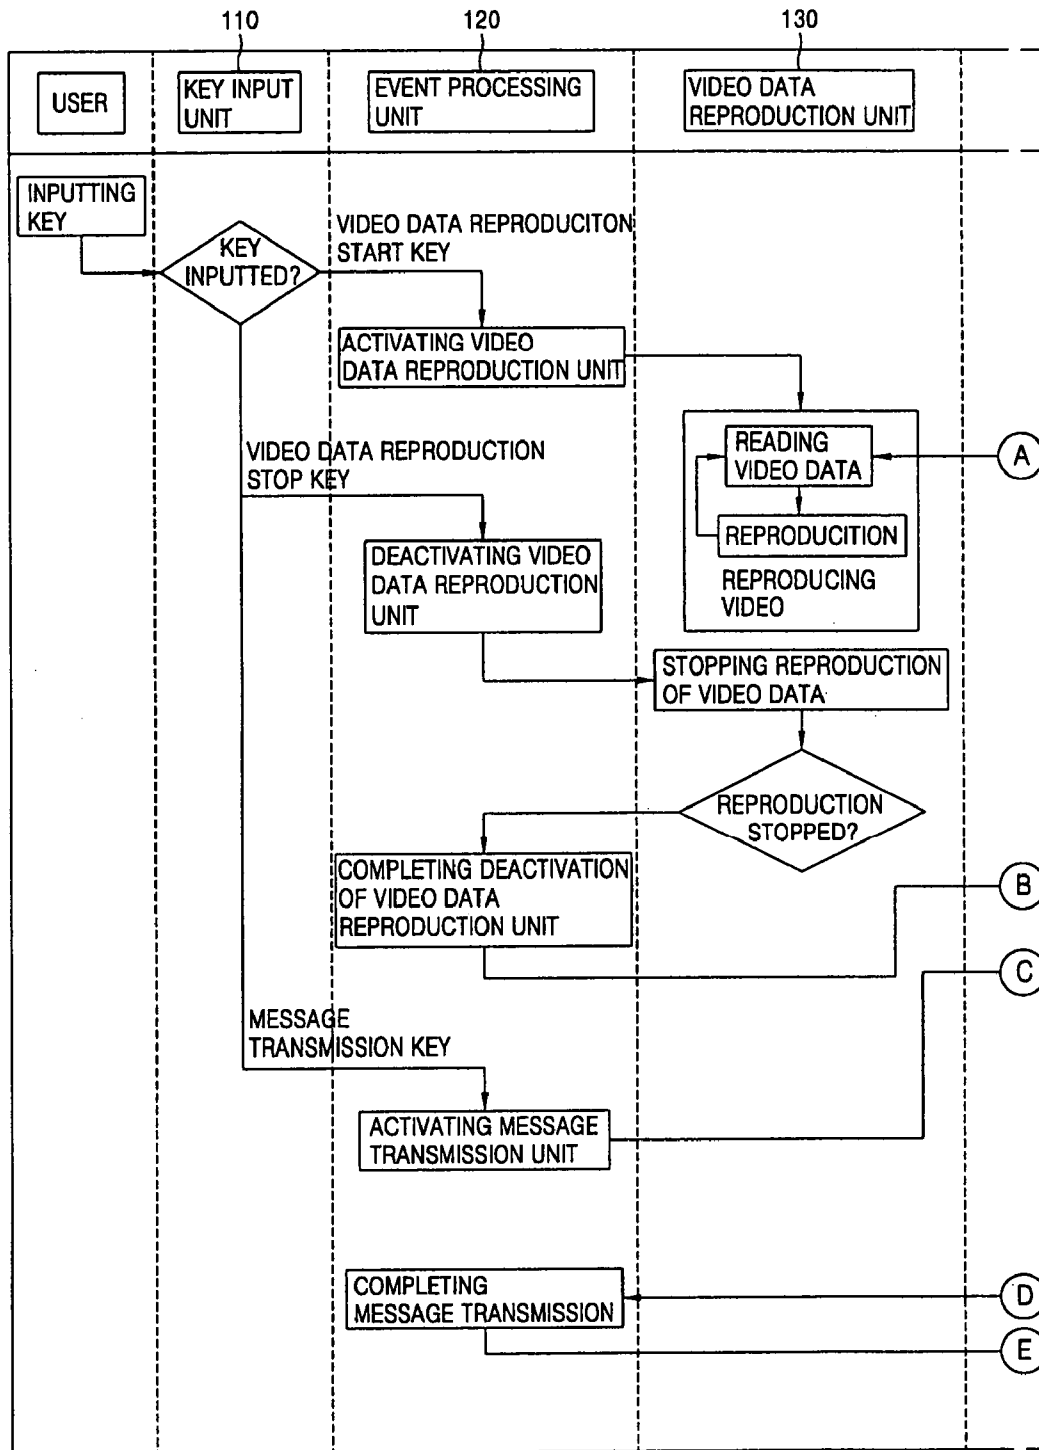 110
120
130
USER
KEY INPUT
UNIT
EVENT PROCESSING
UNIT
VIDEO DATA
REPRODUCTION UNIT
INPUTTING
KEY
KEY
INPUTTED?
VIDEO DATA REPRODUCITON
START KEY
ACTIVATING VIDEO
DATA REPRODUCTION UNIT
VIDEO DATA REPRODUCTION
STOP KEY
READING
VIDEO DATA
A
REPRODUCITION
REPRODUCING
VIDEO
DEACTIVATING VIDEO
DATA REPRODUCTION
UNIT
STOPPING REPRODUCTION
OF VIDEO DATA
REPRODUCTION
STOPPED?
COMPLETING DEACTIVATION
OF VIDEO DATA
REPRODUCTION UNIT
B
C
MESSAGE
TRANSMISSION KEY
ACTIVATING MESSAGE
TRANSMISSION UNIT
COMPLETING
MESSAGE TRANSMISSION
D
E